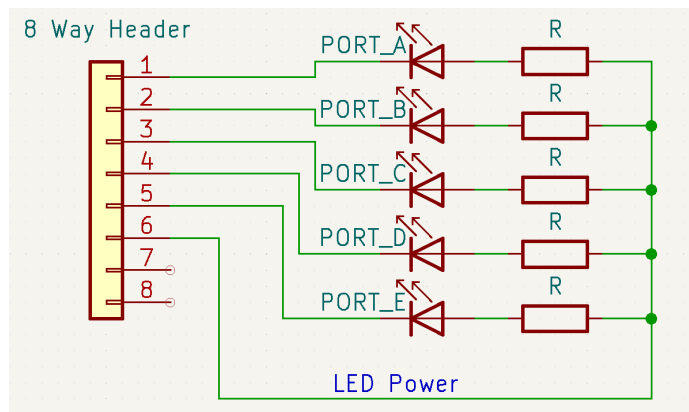 8 Way Header
1
2
3
4
5
6
7
8
PORT_A
R
PORT_B
R
PORT_C
R
PORT_D
R
PORT_E
R
LED Power